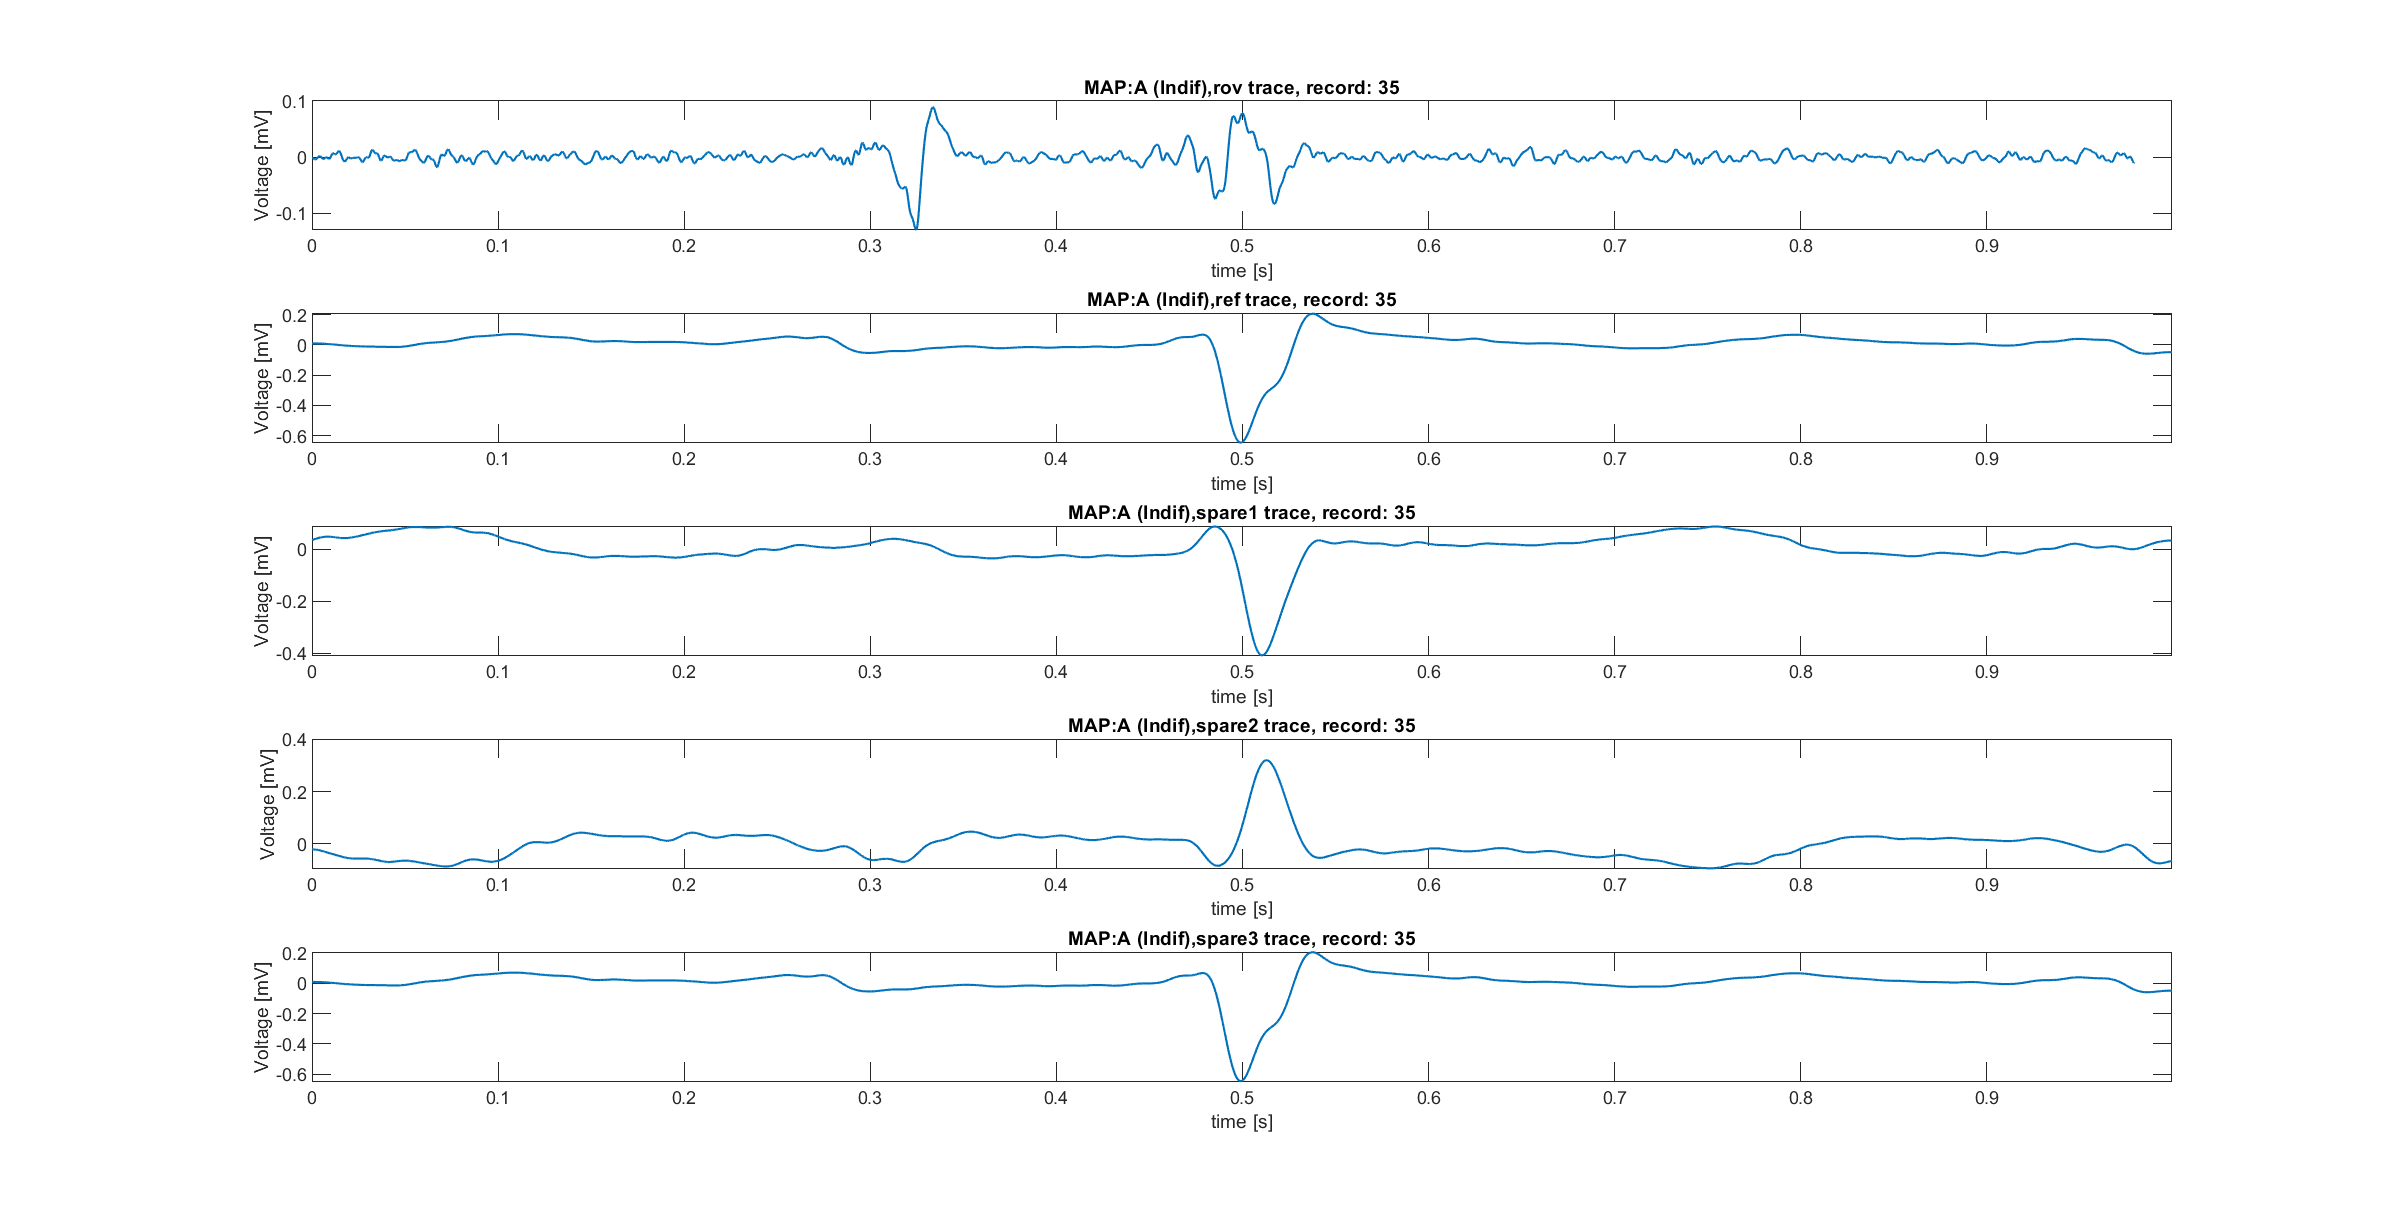 MAP:A (Indif),rov trace, record: 35
Voltage [mV]
0.1
0
-0.1
0 0.1 0.2 0.3 0.4 0.5 0.6 0.7 0.8 0.9
time [s]
MAP:A (Indif),ref trace, record: 35
Voltage [mV]
0.2
0
-0.2
-0.4
-0.6
0 0.1 0.2 0.3 0.4 0.5 0.6 0.7 0.8 0.9
time [s]
MAP:A (Indif),spare1 trace, record: 35
Voltage [mV]
0
-0.2
-0.4
0 0.1 0.2 0.3 0.4 0.5 0.6 0.7 0.8 0.9
time [s]
MAP:A (Indif),spare2 trace, record: 35
Voltage [mV]
0.4
0.2
0
0 0.1 0.2 0.3 0.4 0.5 0.6 0.7 0.8 0.9
time [s]
MAP:A (Indif),spare3 trace, record: 35
Voltage [mV]
0.2
0
-0.2
-0.4
-0.6
0 0.1 0.2 0.3 0.4 0.5 0.6 0.7 0.8 0.9
time [s]